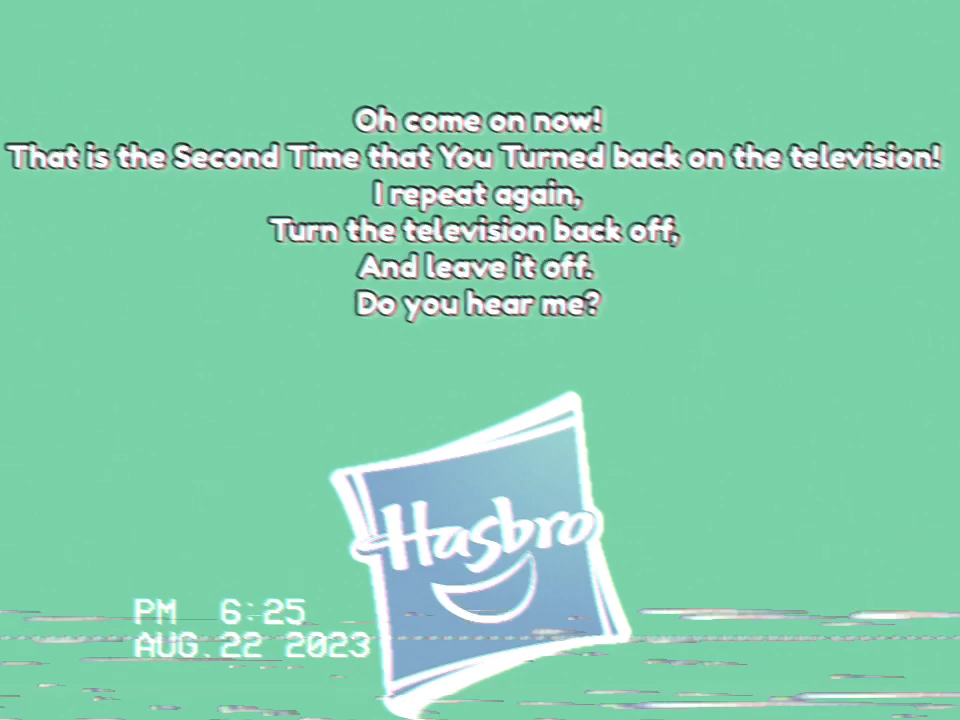 Oh come on now!
That is the Second Time that You Turned back on the television!
I repeat again,
Turn the television back off,
And leave it off.
Do you hear me?
Hasbro
PM 6:25
AUG.22 2023